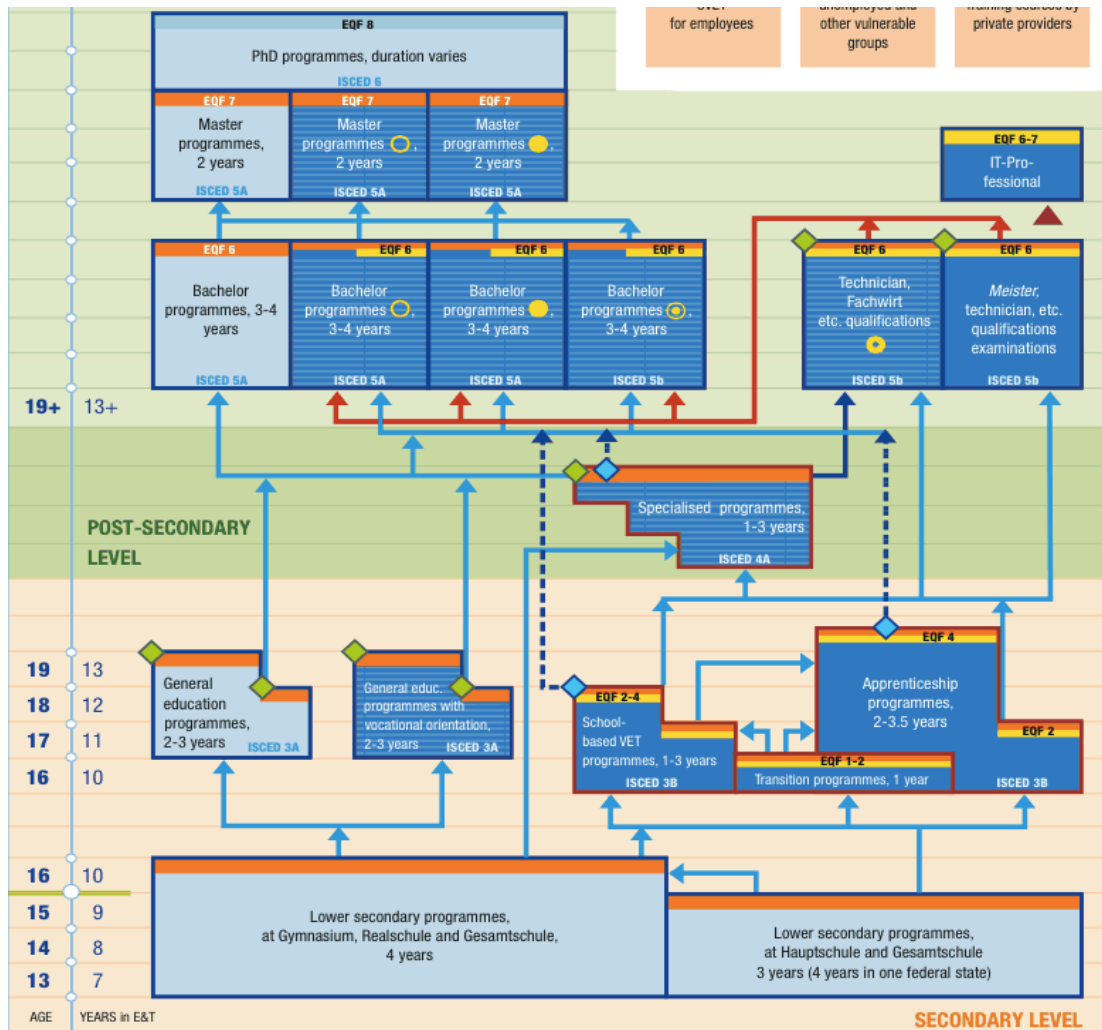 EQF 8
PhD programmes, duration varies
ISCED 6
for employees
other vulnerable
groups
private providers
EQF 7
Master
programmes,
2 years
ISCED 5A
EQF 7
Master
programmes ,
2 years
ISCED 5A
EQF 7
Master
programmes ,
2 years
ISCED 5A
EQF 6-7
IT-Pro-
fessional
EQF 6
Bachelor
programmes, 3-4
years
ISCED 5A
EQF 6
Bachelor
programmes ,
3-4 years
ISCED 5A
EQF 6
Bachelor
programmes ,
3-4 years
ISCED 5A
EQF 6
Bachelor
programmes ,
3-4 years
ISCED 5b
EQF 6
Technician,
Fachwirt
etc. qualifications
ISCED 5b
EQF 6
Meister,
technician, etc.
qualifications
examinations
ISCED 5b
19+ 13+
POST-SECONDARY
LEVEL
Specialised programmes,
1-3 years
ISCED 4A
19 13
18 12
17 11
16 10
General
education
programmes,
2-3 years
ISCED 3A
General educ.
programmes with
vocational orientation,
2-3 years
ISCED 3A
EQF 2-4
School-
based VET
programmes, 1-3 years
ISCED 3B
EQF 4
Apprenticeship
programmes,
2-3.5 years
EQF 2
EQF 1-2
Transition programmes, 1 year
ISCED 3B
16 10
15 9
14 8
13 7
Lower secondary programmes,
at Gymnasium, Realschule and Gesamtschule,
4 years
Lower secondary programmes,
at Hauptschule and Gesamtschule
3 years (4 years in one federal state)
AGE YEARS in E&T
SECONDARY LEVEL